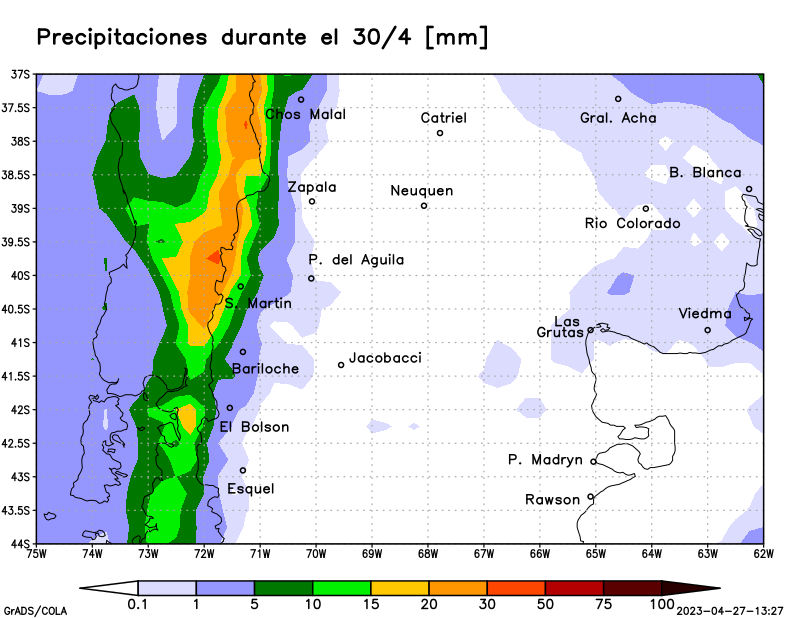 Precipitaciones durante el 30/4 [mm]
37S
37.5S
Chos Malal
Catriel
Gral. Acha
38S
38.5S
B. Blanca
Zapala
Neuquen
39S
Rio Colorado
39.5S
P. del Aguila
40S
S. Martin
40.5S
Viedma
Las
Grutas
41S
Jacobacci
Bariloche
41.5S
42S
El Bolson
42.5S
P. Madryn
43S
Esquel
Rawson
43.5S
44S
75W 74W 73W 72W 71W 70W 69W 68W 67W 66W 65W 64W 63W 62W
0.1 1 5 10 15 20 30 50 75 100
GrADS/COLA
2023-04-27-13:27